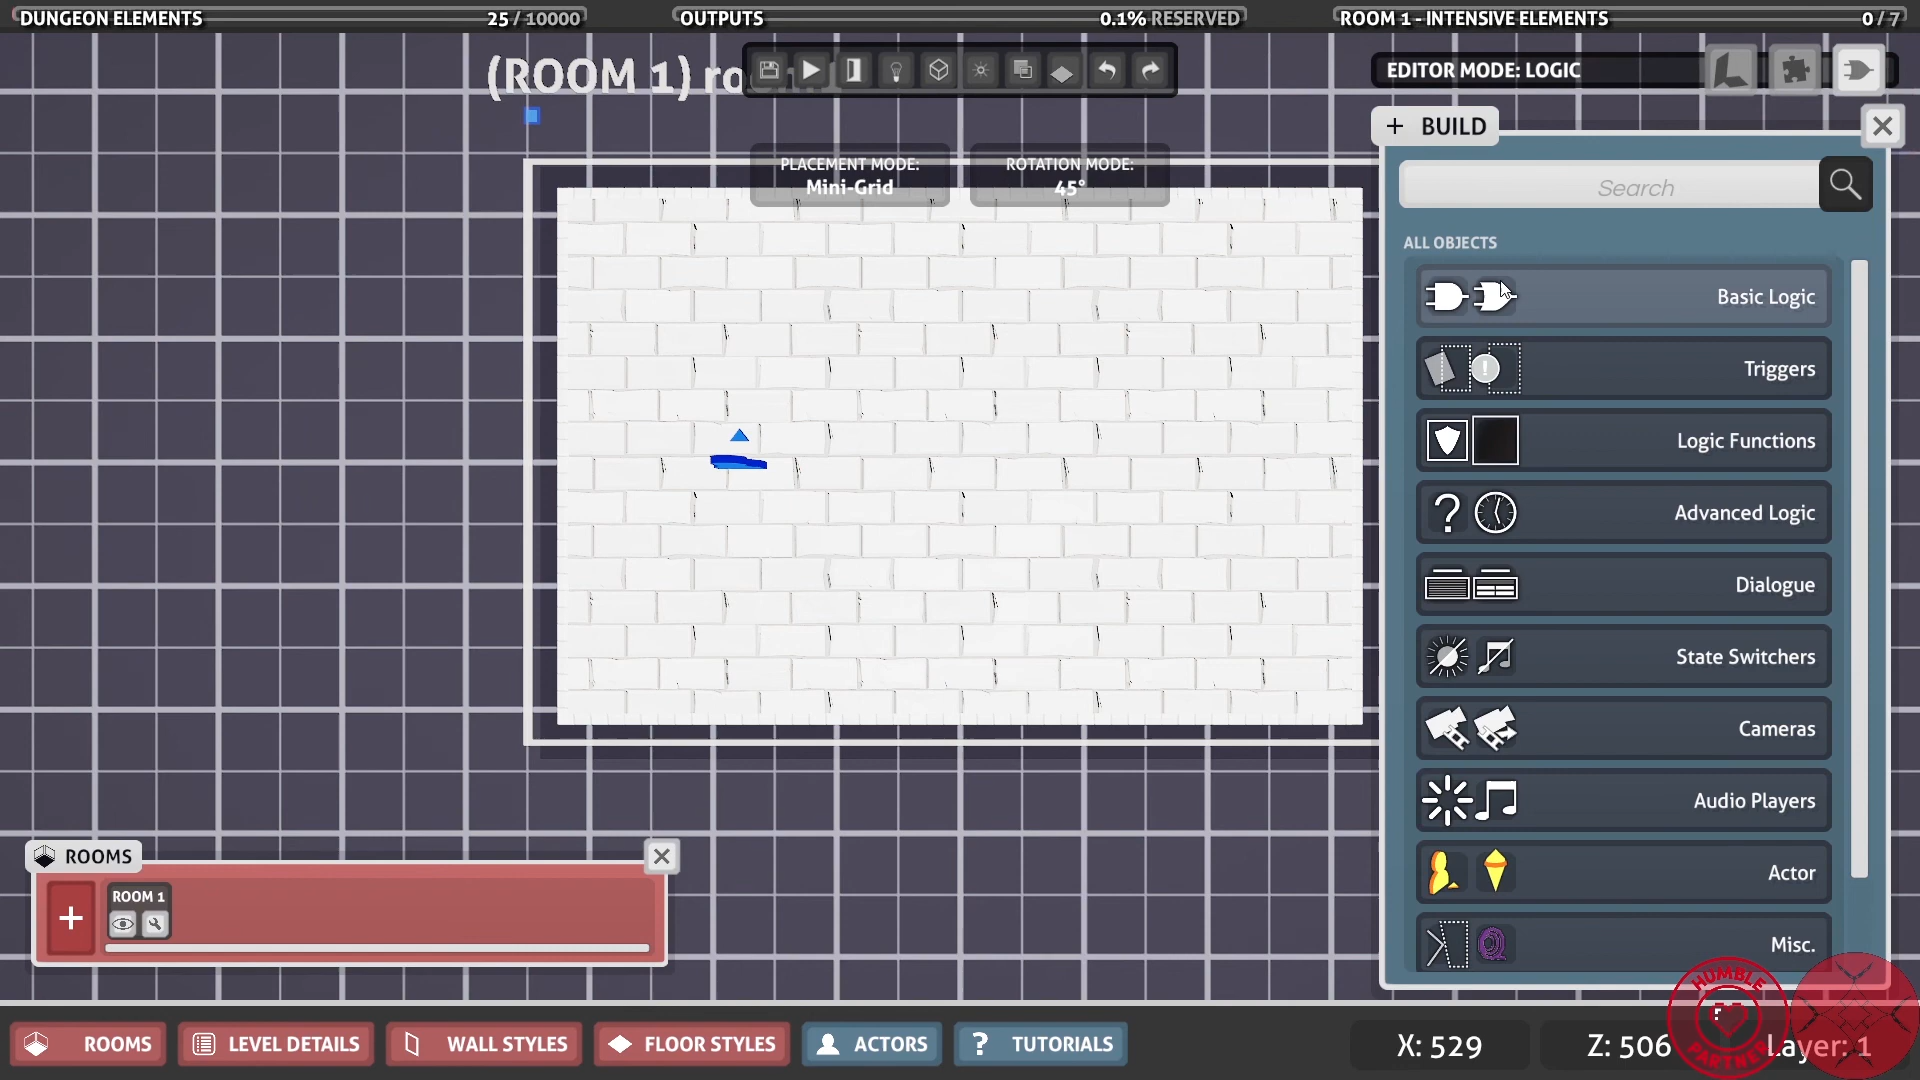 DUNGEON ELEMENTS 25 / 10000
OUTPUTS 0.1% RESERVED
ROOM 1 - INTENSIVE ELEMENTS 0 / 7
(ROOM 1)
EDITOR MODE: LOGIC
+ BUILD
PLACEMENT MODE:
Mini-Grid
ROTATION MODE:
45°
Search
ALL OBJECTS
Basic Logic
Triggers
Logic Functions
Advanced Logic
Dialogue
State Switchers
Cameras
Audio Players
Actor
Misc.
ROOMS
ROOM 1
HUMBLE
PARTNER
ROOMS
LEVEL DETAILS
WALL STYLES
FLOOR STYLES
ACTORS
? TUTORIALS
X: 529
Z: 506
Layer: 1